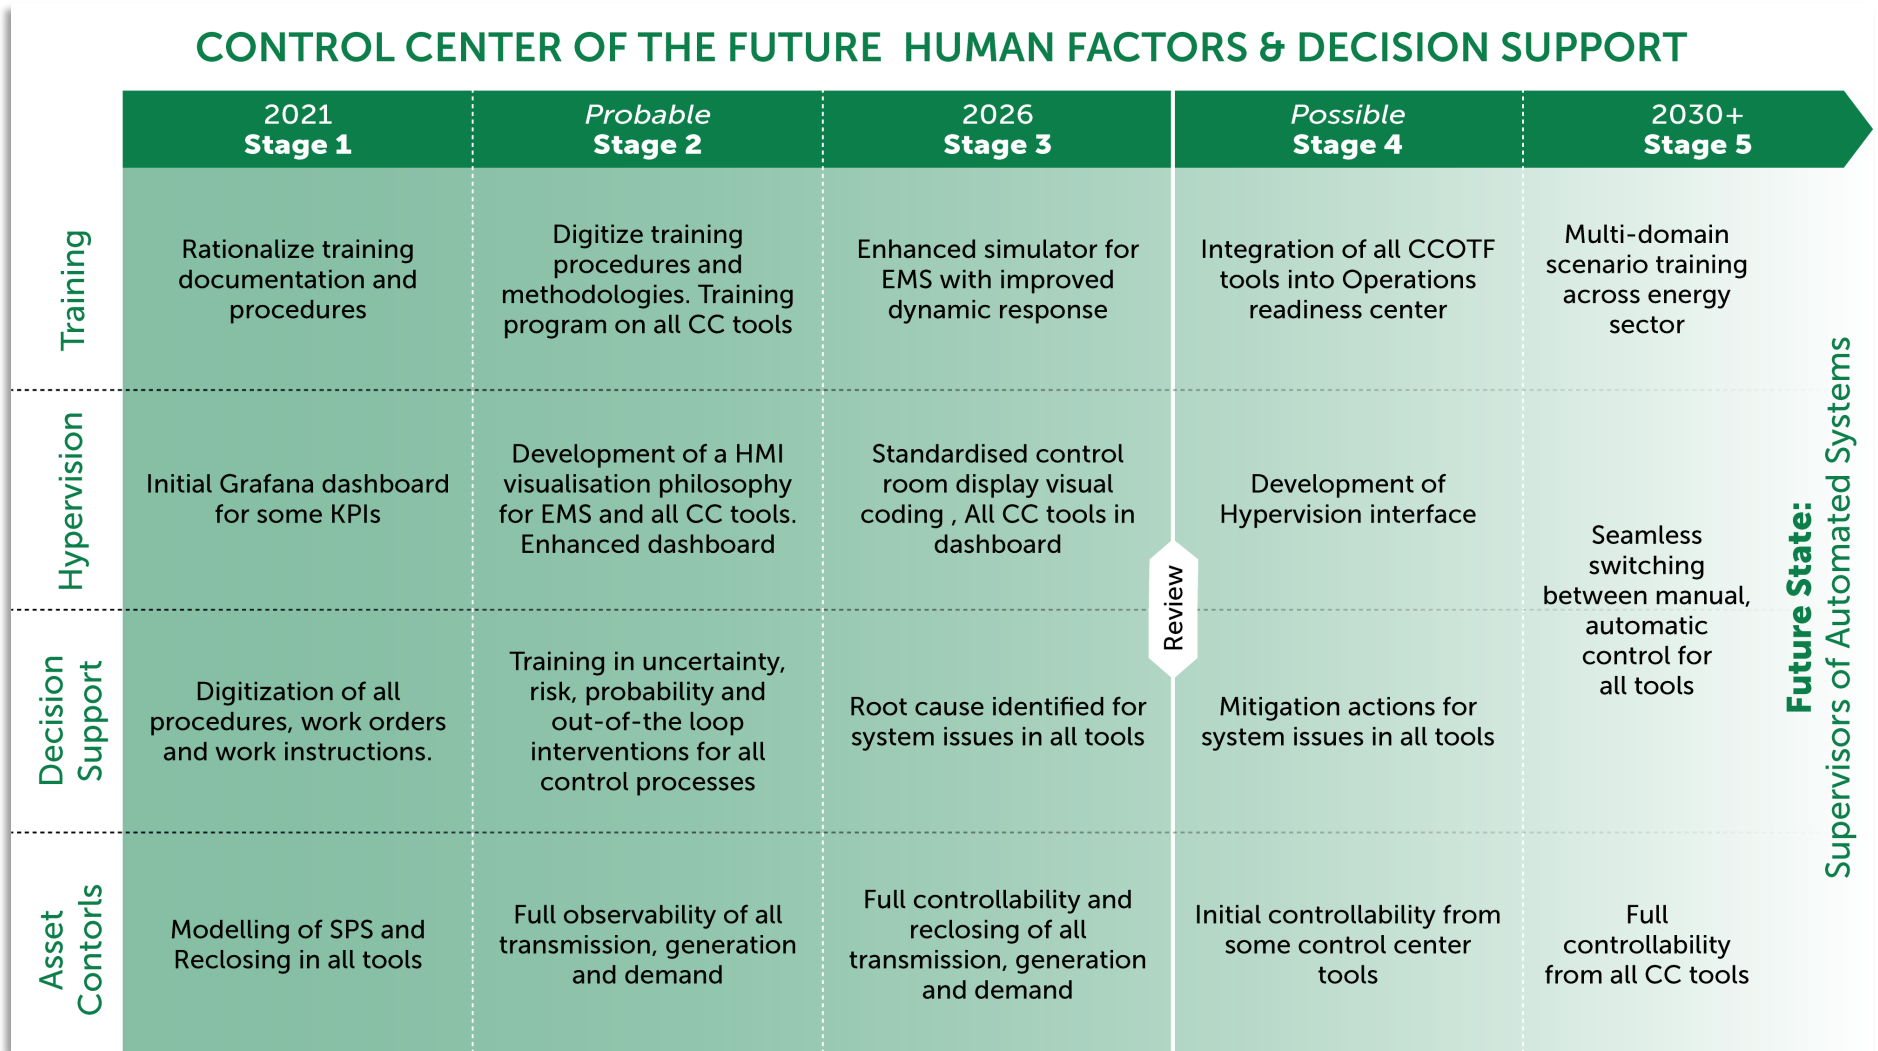 CONTROL CENTER OF THE FUTURE HUMAN FACTORS & DECISION SUPPORT
2021
Stage 1
Probable
Stage 2
2026
Stage 3
Possible
Stage 4
2030+
Stage 5
Training
Rationalize training
documentation and
procedures
Digitize training
procedures and
methodologies. Training
program on all CC tools
Enhanced simulator for
EMS with improved
dynamic response
Integration of all CCOTF
tools into Operations
readiness center
Multi-domain
scenario training
across energy
sector
Hypervision
Initial Grafana dashboard
for some KPIs
Development of a HMI
visualisation philosophy
for EMS and all CC tools.
Enhanced dashboard
Standardised control
room display visual
coding , All CC tools in
dashboard
Review
Development of
Hypervision interface
Seamless
switching
between manual,
automatic
control for
all tools
Decision
Support
Digitization of all
procedures, work orders
and work instructions.
Training in uncertainty,
risk, probability and
out-of-the loop
interventions for all
control processes
Root cause identified for
system issues in all tools
Mitigation actions for
system issues in all tools
Asset
Contorls
Modelling of SPS and
Reclosing in all tools
Full observability of all
transmission, generation
and demand
Full controllability and
reclosing of all
transmission, generation
and demand
Initial controllability from
some control center
tools
Full
controllability
from all CC tools
Future State:
Supervisors of Automated Systems